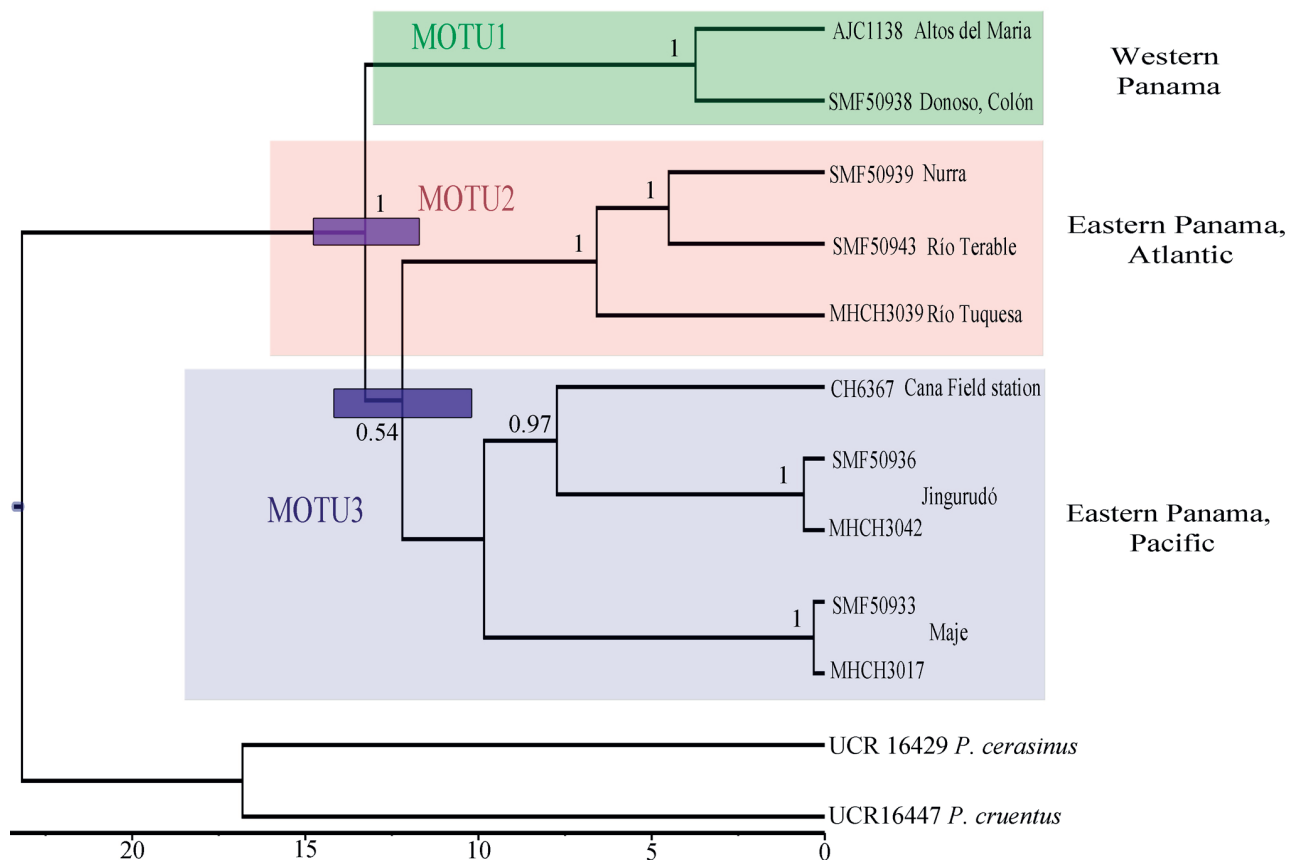 MOTU1
1
AJC1138 Altos del Maria
SMF50938 Donoso, Colón
Western
Panama
MOTU2
1
1
1
SMF50939 Nurra
SMF50943 Río Terable
MHCH3039 Río Tuquesa
Eastern Panama,
Atlantic
MOTU3
0.54
0.97
CH6367 Cana Field station
1
SMF50936
Jingurudó
MHCH3042
1
SMF50933
Maje
MHCH3017
Eastern Panama,
Pacific
UCR 16429 P. cerasinus
UCR16447 P. cruentus
20 15 10 5 0